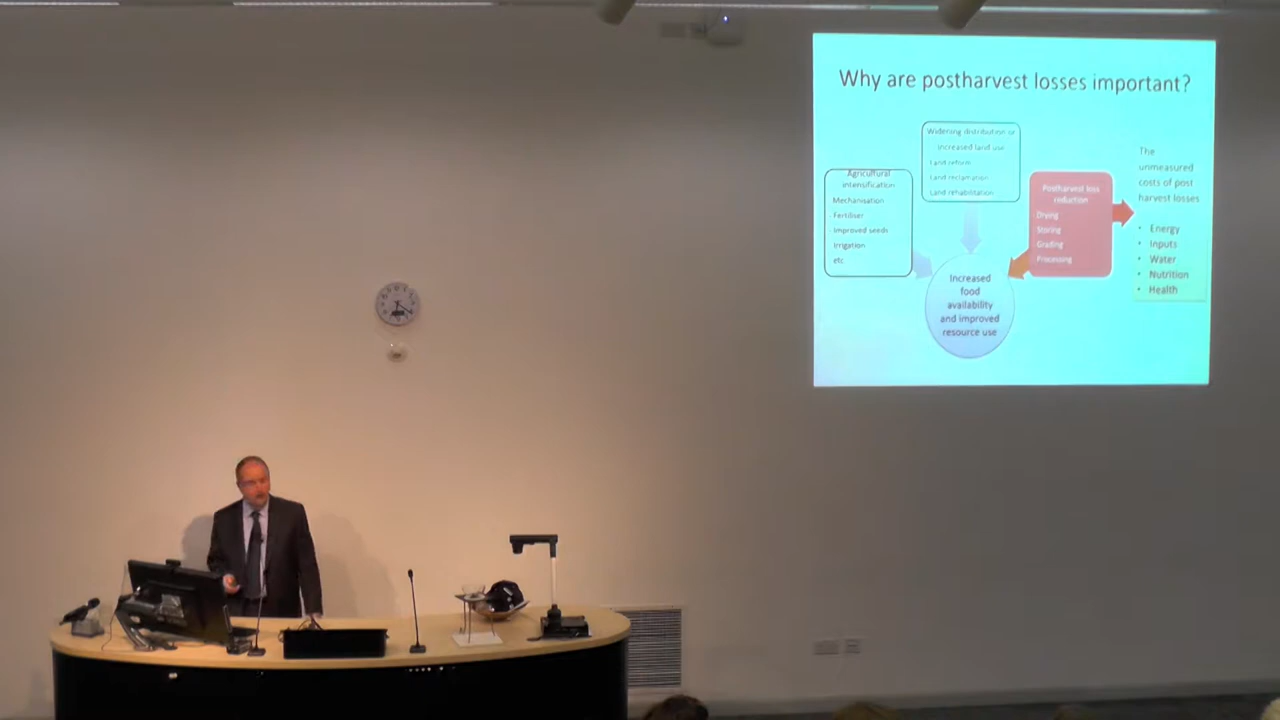 Why are postharvest losses important?
Widening distribution or
Increased land use
Land reform
Land reclamation
Land rehabilitation
Agricultural
intensification
Mechanisation
- Fertiliser
- Improved seeds
Irrigation
etc
Postharvest loss
reduction
Drying
Storing
Grading
Processing
The
unmeasured
costs of post
harvest losses
• Energy
• Inputs
• Water
• Nutrition
• Health
Increased
food
availability
and improved
resource use